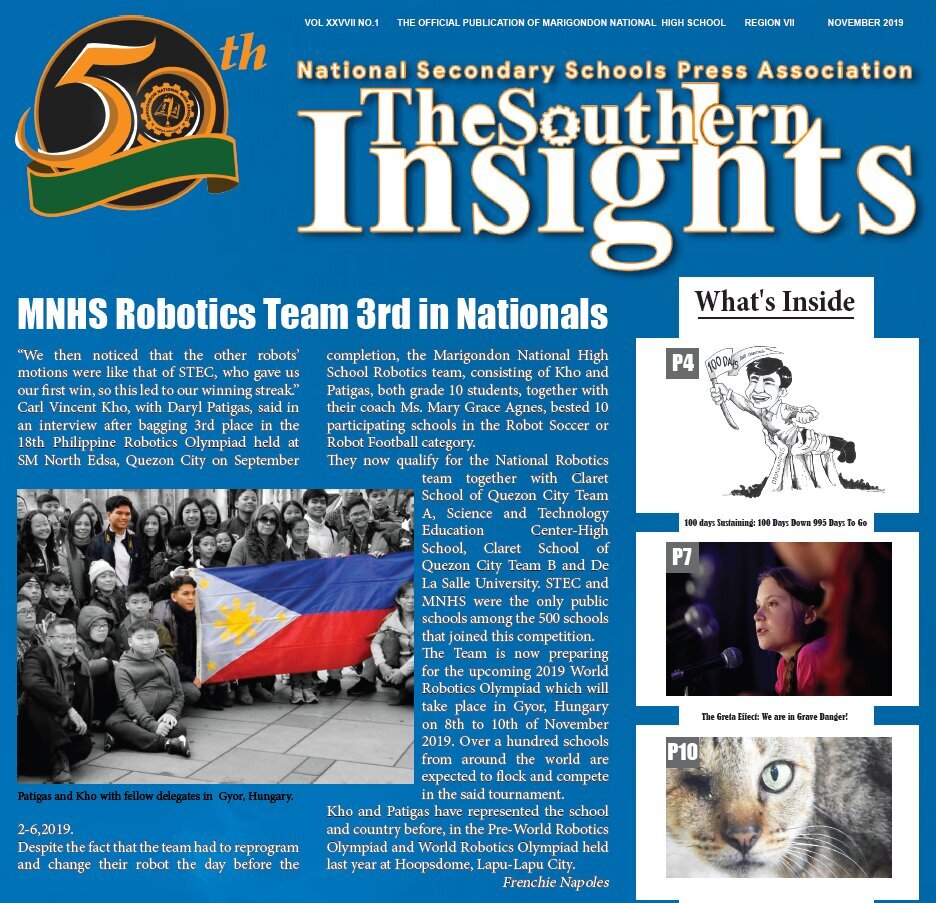 VOL XXVVII NO.1 THE OFFICIAL PUBLICATION OF MARIGONDON NATIONAL HIGH SCHOOL REGION VII NOVEMBER 2019
50th
National Secondary Schools Press Association
The Southern
Insights
MNHS Robotics Team 3rd in Nationals
“We then noticed that the other robots’
motions were like that of STEC, who gave us
our first win, so this led to our winning streak.”
Carl Vincent Kho, with Daryl Patigas, said in
an interview after bagging 3rd place in the
18th Philippine Robotics Olympiad held at
SM North Edsa, Quezon City on September
Patigas and Kho with fellow delegates in Gyor, Hungary.
2-6,2019.
Despite the fact that the team had to reprogram
and change their robot the day before the
completion, the Marigondon National High
School Robotics team, consisting of Kho and
Patigas, both grade 10 students, together with
their coach Ms. Mary Grace Agnes, bested 10
participating schools in the Robot Soccer or
Robot Football category.
They now qualify for the National Robotics
team together with Claret
School of Quezon City Team
A, Science and Technology
Education Center-High
School, Claret School of
Quezon City Team B and De
La Salle University. STEC and
MNHS were the only public
schools among the 500 schools
that joined this competition.
The Team is now preparing
for the upcoming 2019 World
Robotics Olympiad which will
take place in Gyor, Hungary
on 8th to 10th of November
2019. Over a hundred schools
from around the world are
expected to flock and compete
in the said tournament.
Kho and Patigas have represented the school
and country before, in the Pre-World Robotics
Olympiad and World Robotics Olympiad held
last year at Hoopsdome, Lapu-Lapu City.
Frenchie Napoles
What's Inside
P4
100 DAYS
100 days Sustaining: 100 Days Down 995 Days To Go
P7
The Greta Effect: We are in Grave Danger!
P10